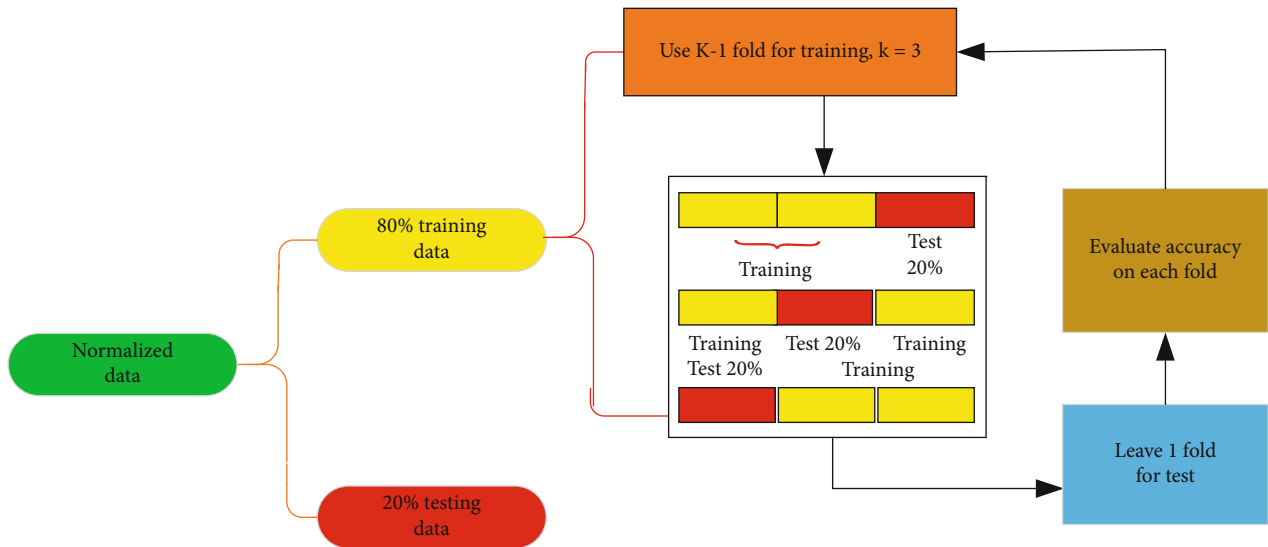 Use K-1 fold for training, k = 3
80% training
data
Normalized
data
20% testing
data
Test
20%
Training
Training Test 20% Training
Test 20% Training
Evaluate accuracy
on each fold
Leave 1 fold
for test